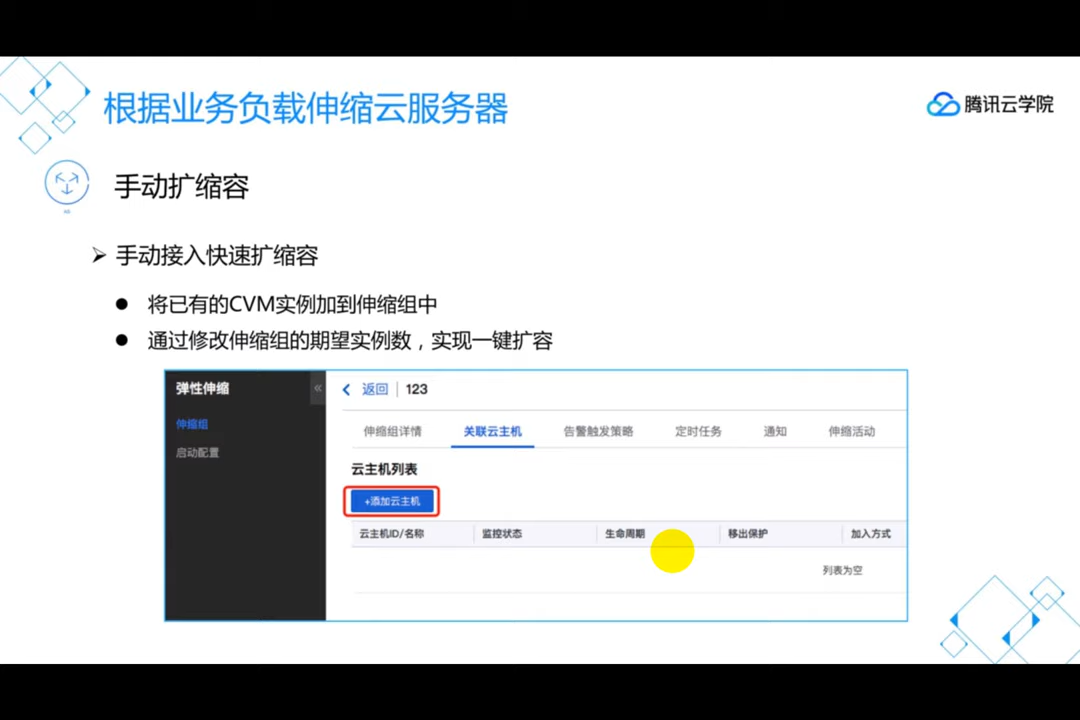 根据业务负载伸缩云服务器
腾讯云学院
手动扩缩容
手动接入快速扩缩容
将已有的CVM实例加到伸缩组中
通过修改伸缩组的期望实例数，实现一键扩容
弹性伸缩
«
返回 | 123
伸缩组
启动配置
伸缩组详情 关联云主机 告警触发策略 定时任务 通知 伸缩活动
云主机列表
+添加云主机
云主机ID/名称 监控状态 生命周期 移出保护 加入方式
列表为空